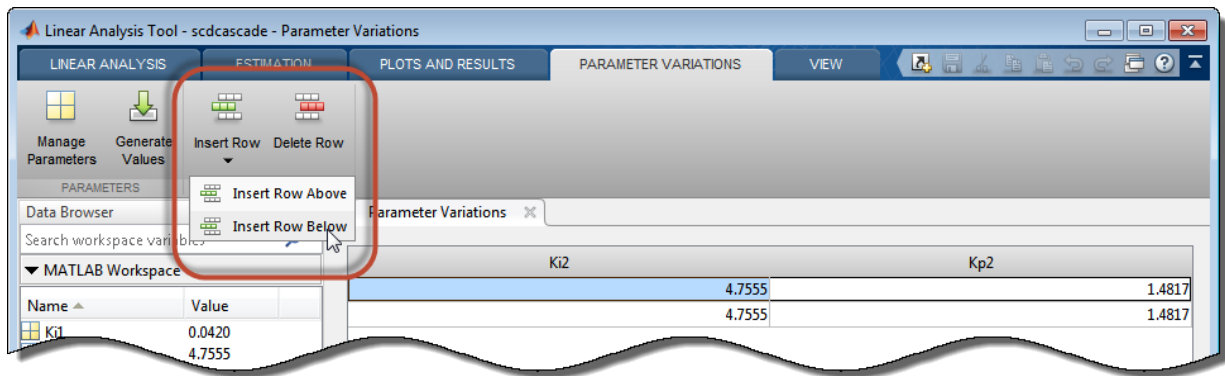 Linear Analysis Tool - scdcascade - Parameter Variations
LINEAR ANALYSIS ESTIMATION PLOTS AND RESULTS PARAMETER VARIATIONS VIEW
Manage Parameters
Generate Values
Insert Row
Delete Row
PARAMETERS
Insert Row Above
Insert Row Below
Data Browser
Parameter Variations
Search workspace variables
MATLAB Workspace
Name Value
Ki1 0.0420
4.7555
Ki2 Kp2
4.7555 1.4817
4.7555 1.4817